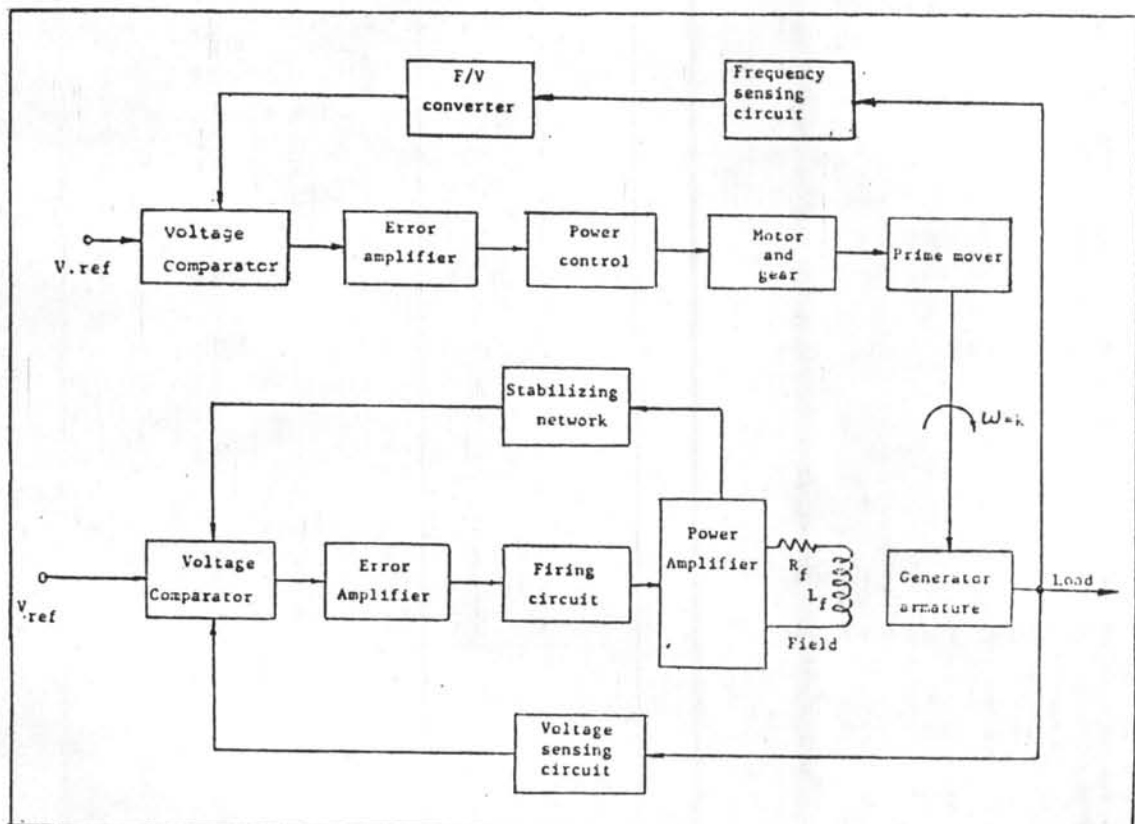 F/V
converter
Frequency
sensing
circuit
V.ref
Voltage
Comparator
Error
amplifier
Power
control
Motor
and
gear
Prime mover
Stabilizing
network
ω=k
V.ref
Voltage
Comparator
Error
Amplifier
Firing
circuit
Power
Amplifier
R_f
L_f
Field
Generator
armature
Load
Voltage
sensing
circuit